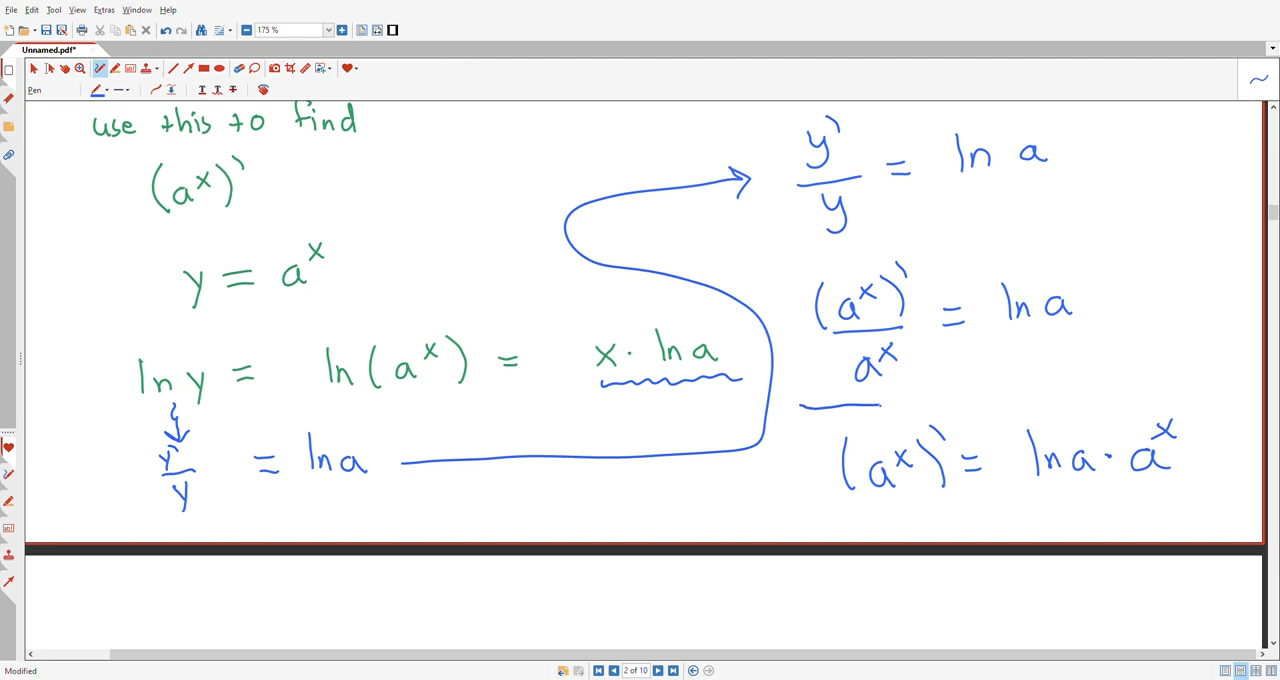 File Edit Tool View Extras Window Help
175 %
Unnamed.pdf*
Pen
use this to find
(a^x)'
y = a^x
ln y = ln(a^x) = x · ln a
y'/y = ln a
y'/y = ln a
(a^x)'/a^x = ln a
(a^x)' = ln a · a^x
Modified
2 of 10